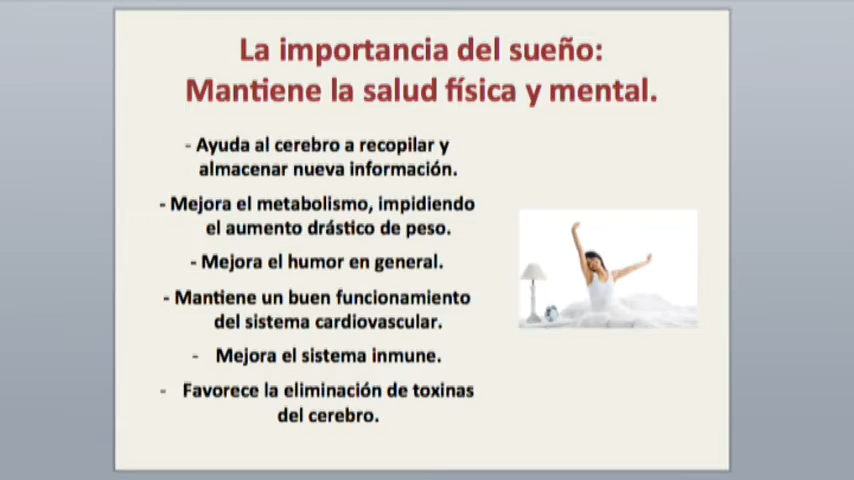 La importancia del sueño:
Mantiene la salud física y mental.
- Ayuda al cerebro a recopilar y
almacenar nueva información.
- Mejora el metabolismo, impidiendo
el aumento drástico de peso.
- Mejora el humor en general.
- Mantiene un buen funcionamiento
del sistema cardiovascular.
- Mejora el sistema inmune.
- Favorece la eliminación de toxinas
del cerebro.